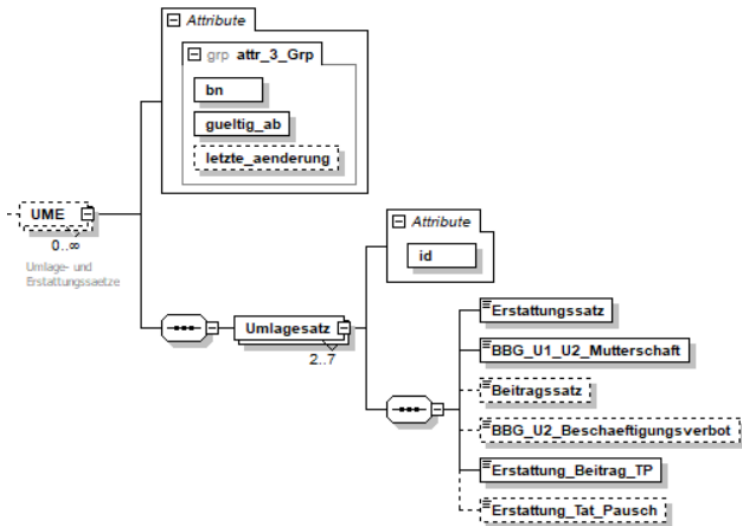 Attribute
grp attr_3_Grp
bn
gueltig_ab
letzte_aenderung
UME
0..∞
Umlage- und
Erstattungssaetze
Attribute
id
Umlagesatz
2..7
Erstattungssatz
BBG_U1_U2_Mutterschaft
Beitragssatz
BBG_U2_Beschaeftigungsverbot
Erstattung_Beitrag_TP
Erstattung_Tat_Pausch